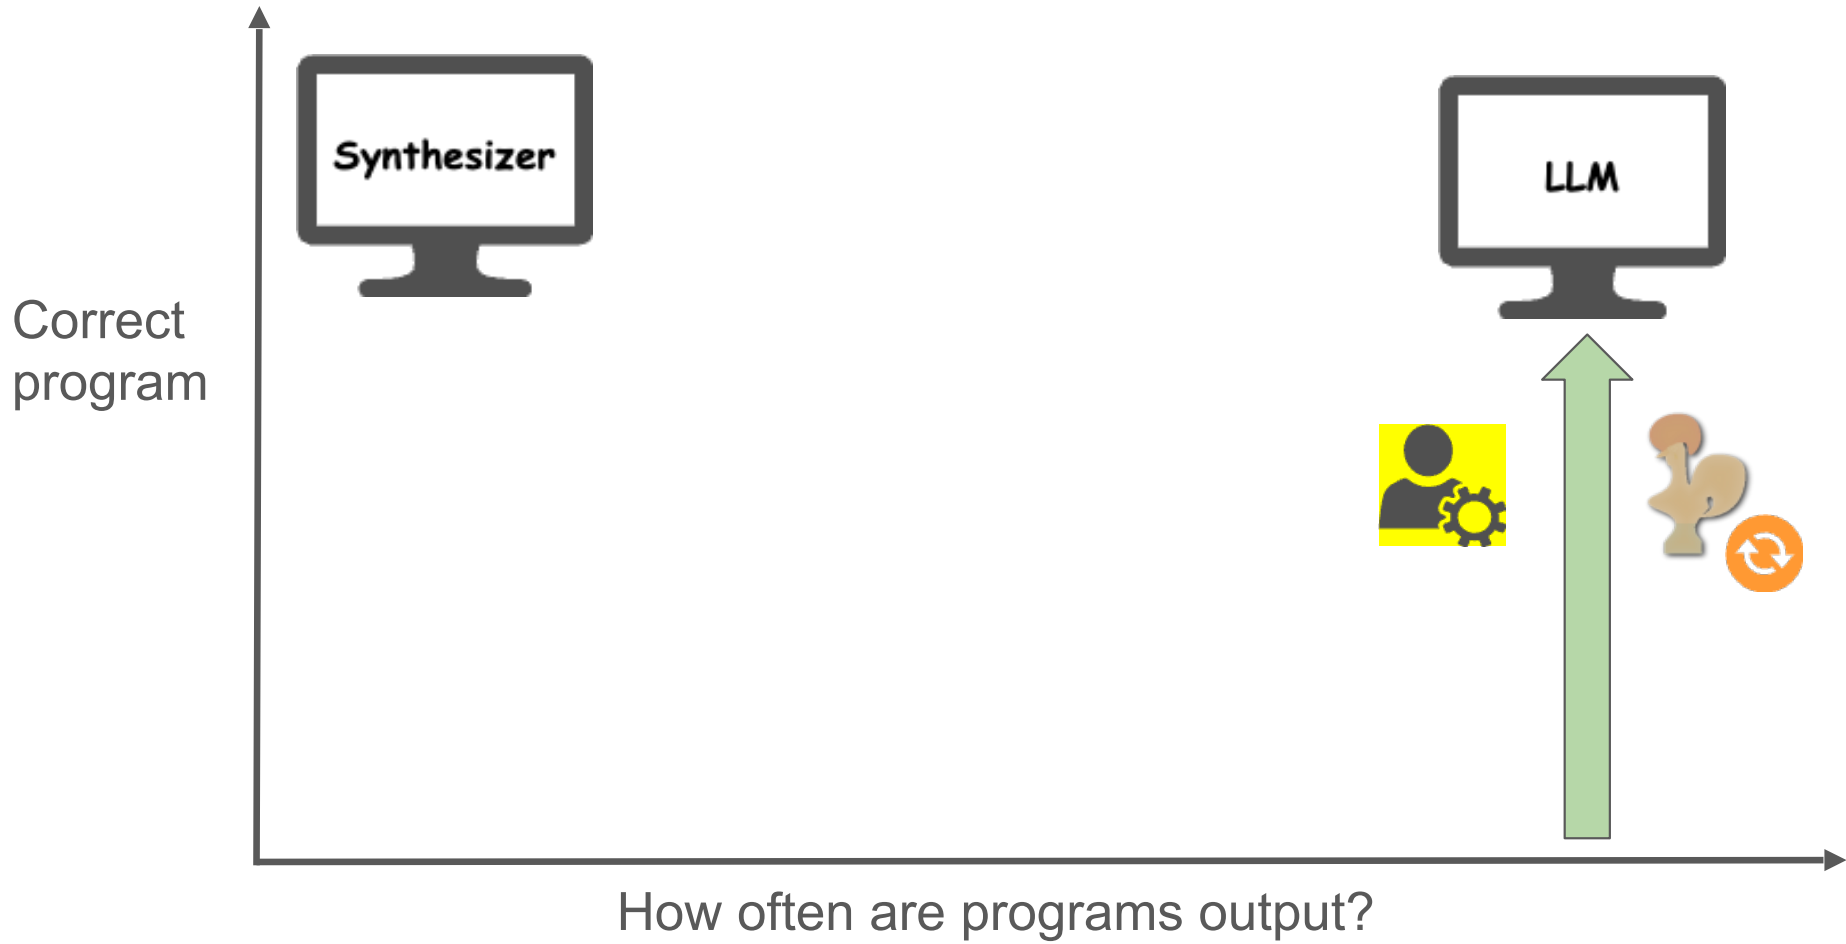 Synthesizer
LLM
Correct
program
How often are programs output?